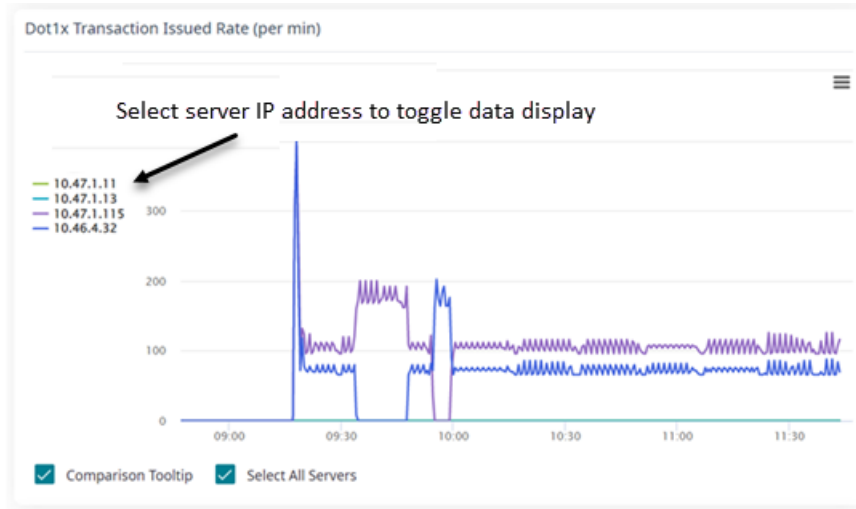 Dot1x Transaction Issued Rate (per min)
Select server IP address to toggle data display
10.47.1.11
10.47.1.13
10.47.1.115
10.46.4.32
300
200
100
0
09:00 09:30 10:00 10:30 11:00 11:30
Comparison Tooltip Select All Servers